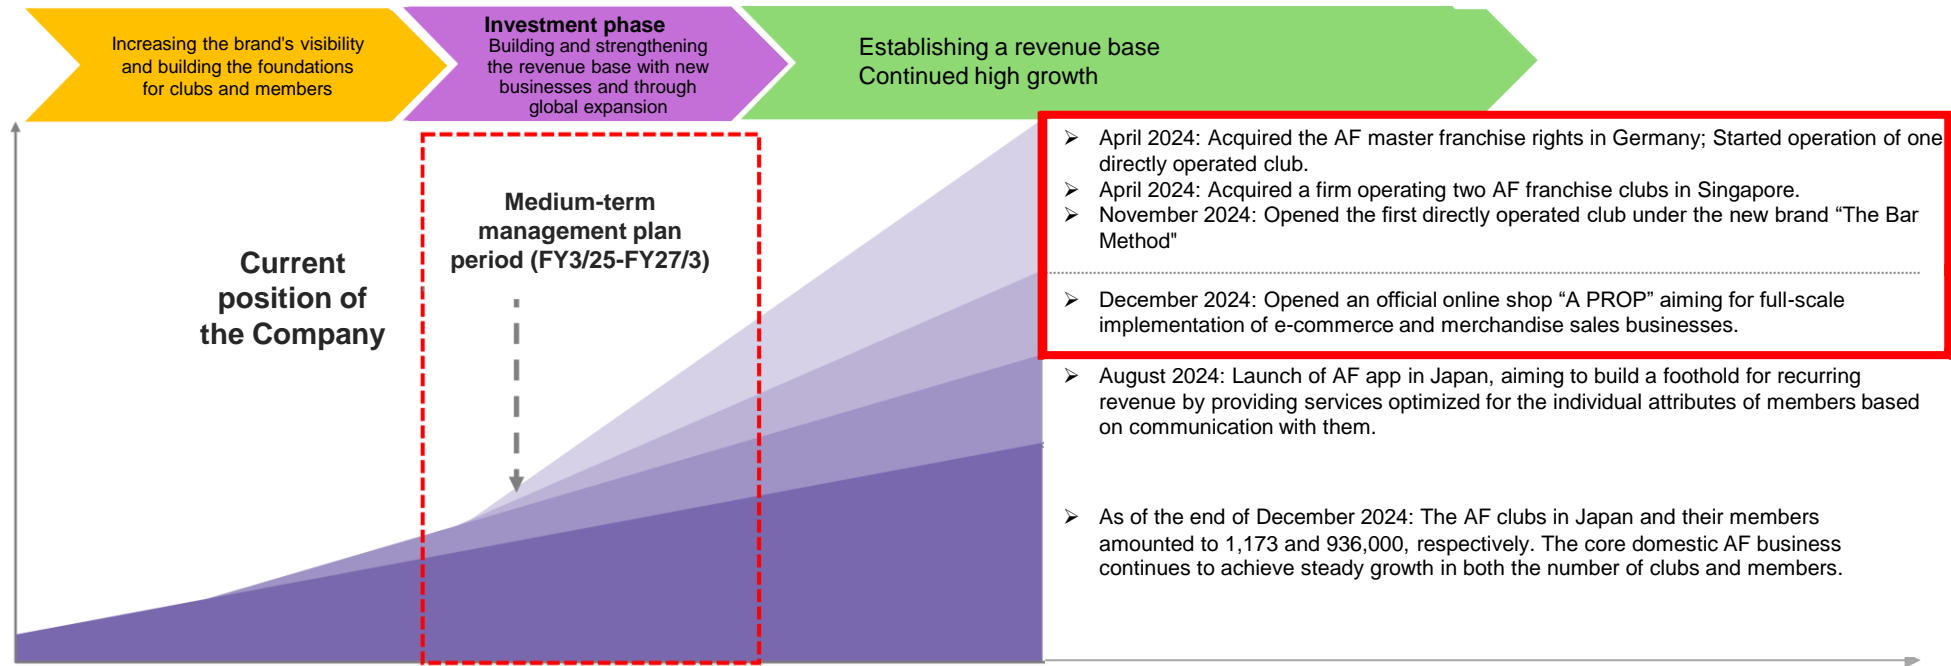 Increasing the brand's visibility
and building the foundations
for clubs and members
Investment phase
Building and strengthening
the revenue base with new
businesses and through
global expansion
Establishing a revenue base
Continued high growth
Current
position of
the Company
Medium-term
management plan
period (FY3/25-FY27/3)
➢ April 2024: Acquired the AF master franchise rights in Germany; Started operation of one
directly operated club.
➢ April 2024: Acquired a firm operating two AF franchise clubs in Singapore.
➢ November 2024: Opened the first directly operated club under the new brand “The Bar
Method"
➢ December 2024: Opened an official online shop “A PROP” aiming for full-scale
implementation of e-commerce and merchandise sales businesses.
➢ August 2024: Launch of AF app in Japan, aiming to build a foothold for recurring
revenue by providing services optimized for the individual attributes of members based
on communication with them.
➢ As of the end of December 2024: The AF clubs in Japan and their members
amounted to 1,173 and 936,000, respectively. The core domestic AF business
continues to achieve steady growth in both the number of clubs and members.